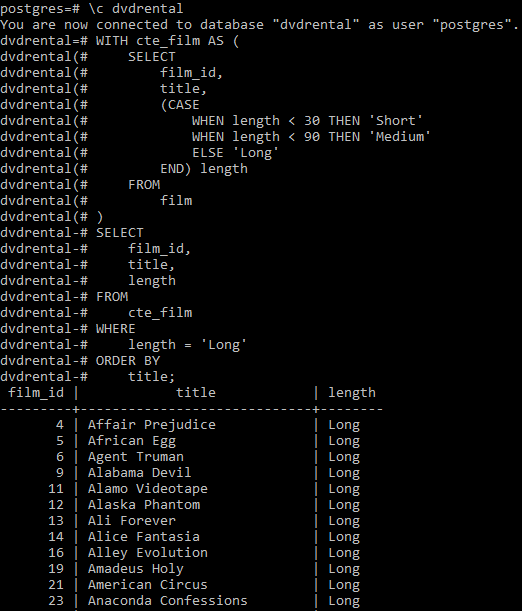 postgres=# \c dvdrental
You are now connected to database "dvdrental" as user "postgres".
dvdrental=# WITH cte_film AS (
dvdrental(#     SELECT
dvdrental(#         film_id,
dvdrental(#         title,
dvdrental(#         (CASE
dvdrental(#             WHEN length < 30 THEN 'Short'
dvdrental(#             WHEN length < 90 THEN 'Medium'
dvdrental(#             ELSE 'Long'
dvdrental(#         END) length
dvdrental(#     FROM
dvdrental(#         film
dvdrental(# )
dvdrental-# SELECT
dvdrental-#     film_id,
dvdrental-#     title,
dvdrental-#     length
dvdrental-# FROM
dvdrental-#     cte_film
dvdrental-# WHERE
dvdrental-#     length = 'Long'
dvdrental-# ORDER BY
dvdrental-#     title;
 film_id |            title            | length
---------+-----------------------------+--------
       4 | Affair Prejudice            | Long
       5 | African Egg                 | Long
       6 | Agent Truman                | Long
       9 | Alabama Devil               | Long
      11 | Alamo Videotape             | Long
      12 | Alaska Phantom              | Long
      13 | Ali Forever                 | Long
      14 | Alice Fantasia              | Long
      16 | Alley Evolution             | Long
      19 | Amadeus Holy                | Long
      21 | American Circus             | Long
      23 | Anaconda Confessions        | Long